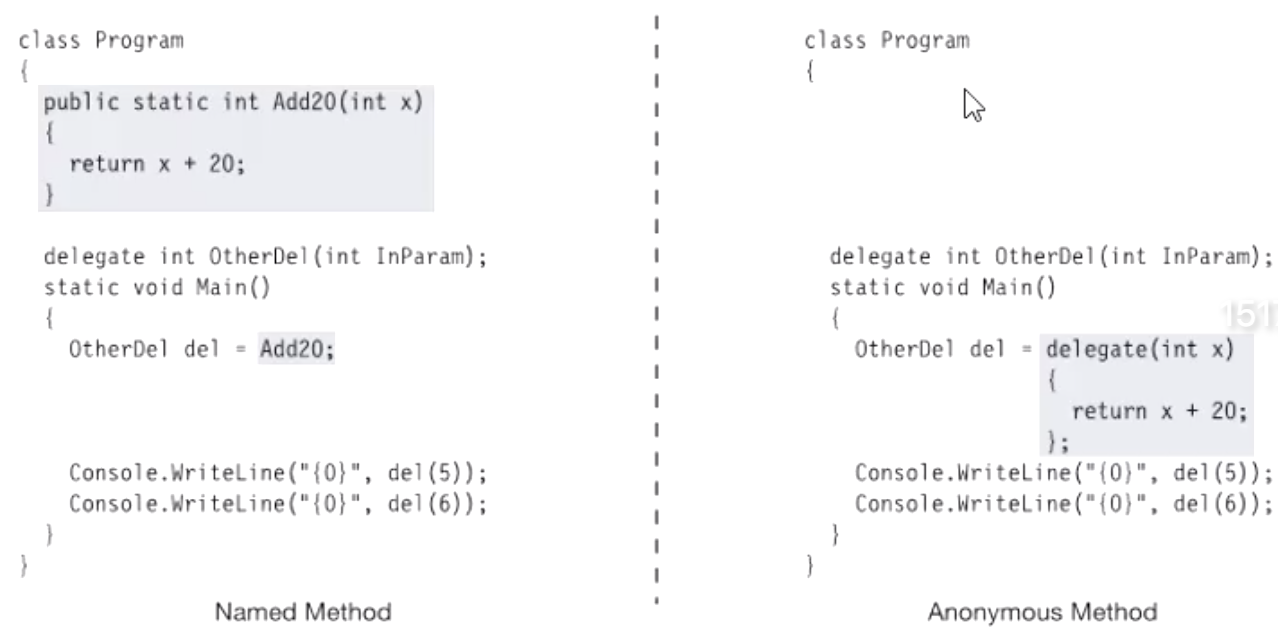 class Program
{
public static int Add20(int x)
{
return x + 20;
}
delegate int OtherDel(int InParam);
static void Main()
{
OtherDel del = Add20;
Console.WriteLine("{0}", del(5));
Console.WriteLine("{0}", del(6));
}
}
Named Method
class Program
{
delegate int OtherDel(int InParam);
static void Main()
{
OtherDel del = delegate(int x)
{
return x + 20;
};
Console.WriteLine("{0}", del(5));
Console.WriteLine("{0}", del(6));
}
}
Anonymous Method